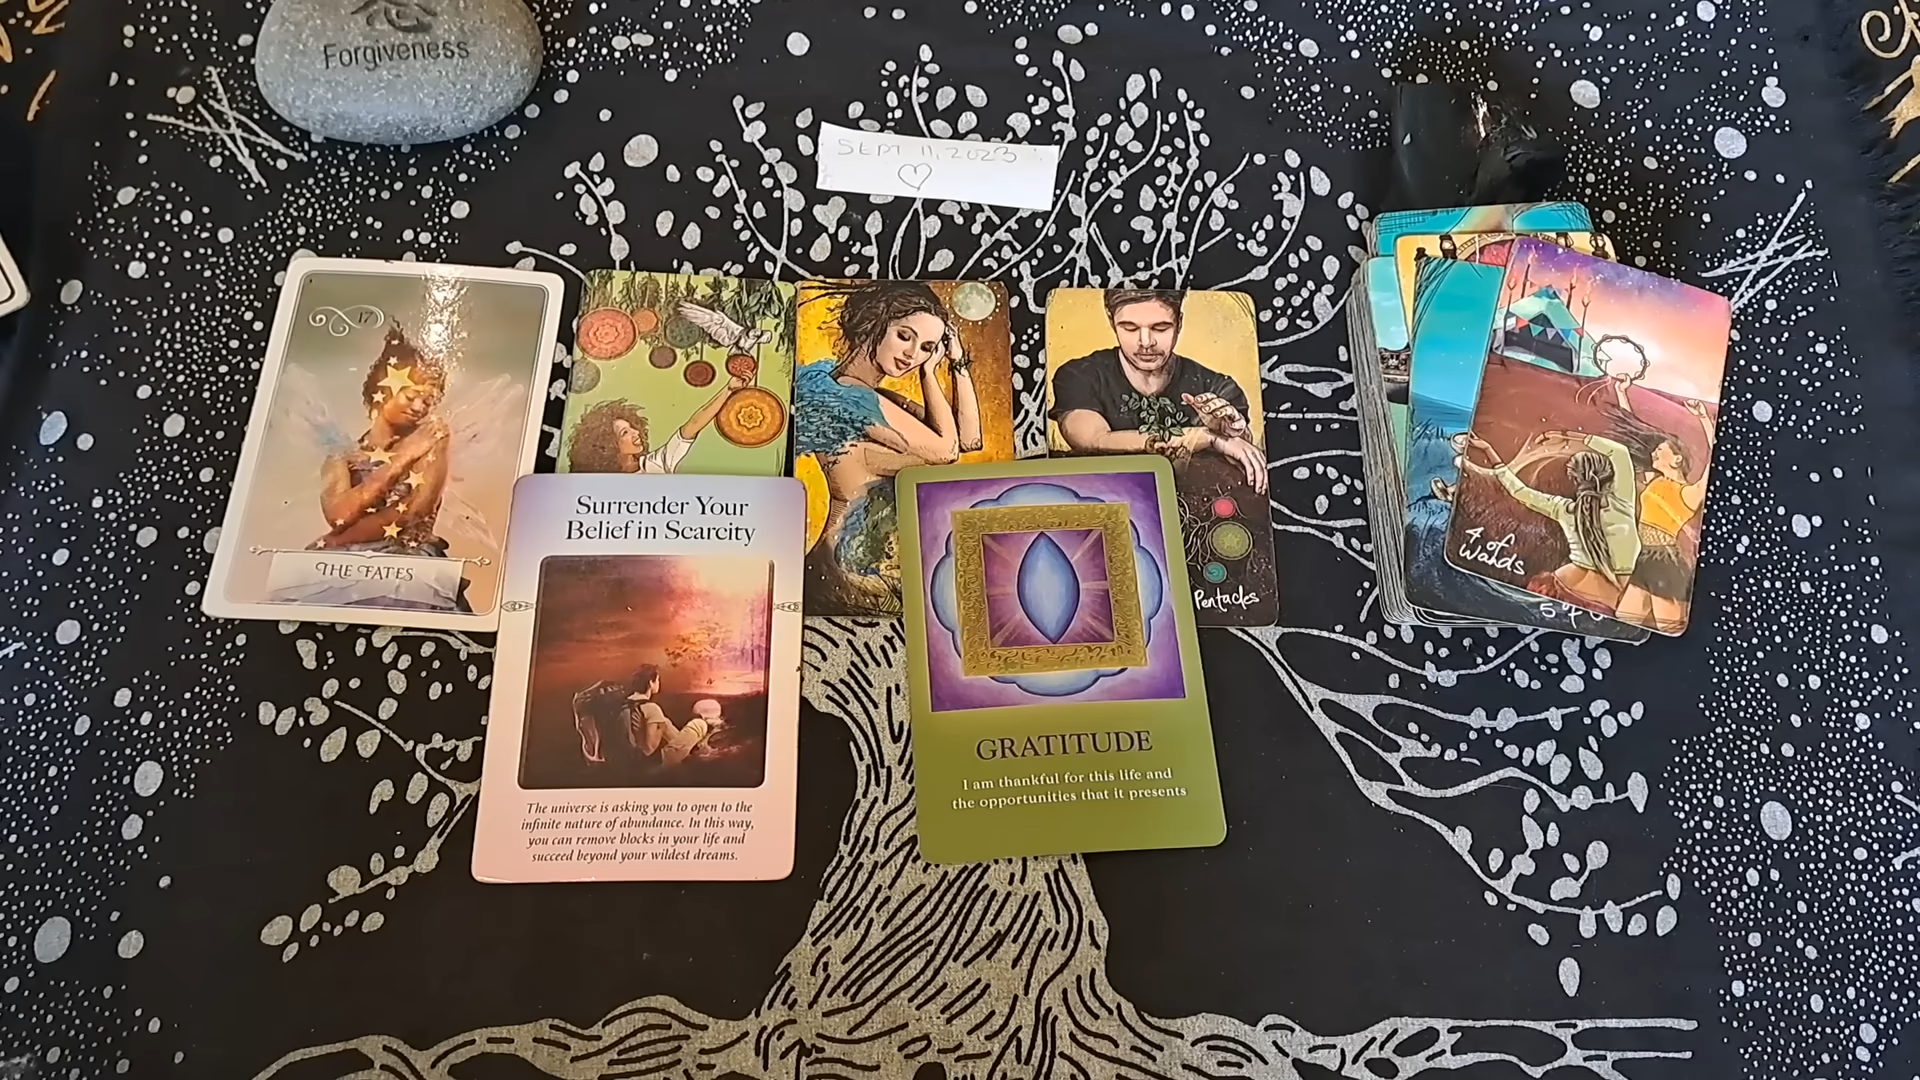 Forgiveness
SEPT 11, 2023
17
THE FATES
Surrender Your
Belief in Scarcity
The universe is asking you to open to the
infinite nature of abundance. In this way,
you can remove blocks in your life and
succeed beyond your wildest dreams.
GRATITUDE
I am thankful for this life and
the opportunities that it presents
Pentacles
4 of
Wands
5 of